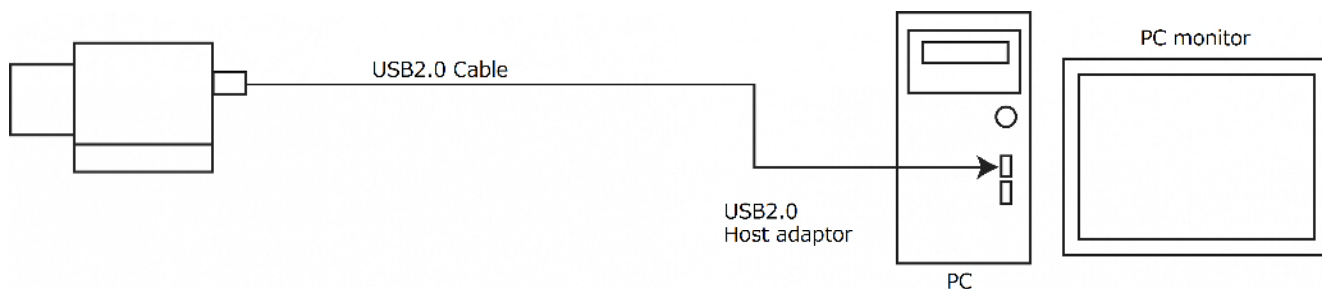 PC monitor
USB2.0 Cable
USB2.0
Host adaptor
PC